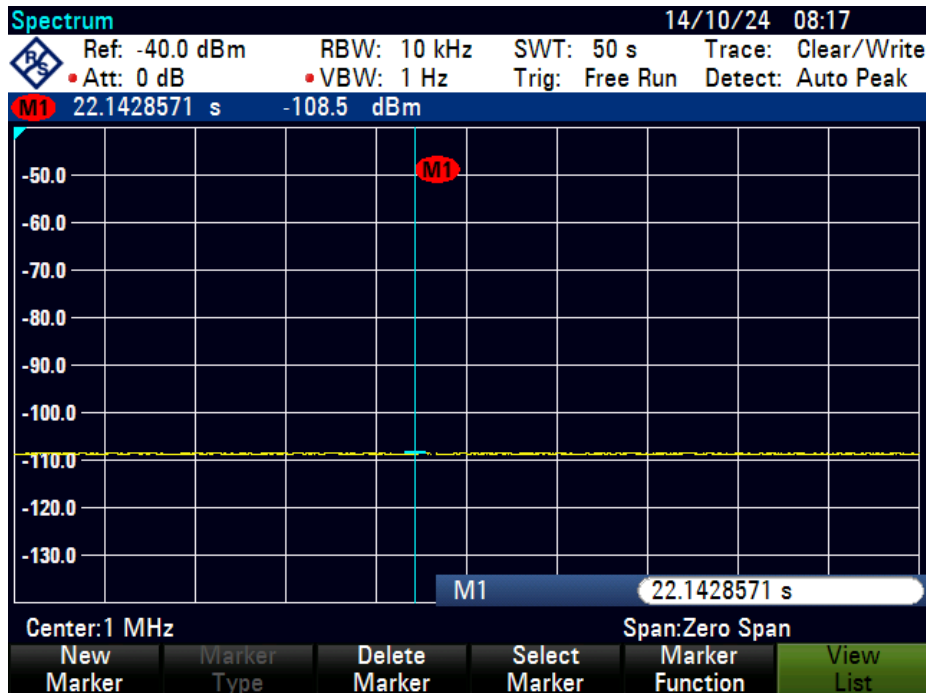 Spectrum 14/10/24 08:17
R&S Ref: -40.0 dBm RBW: 10 kHz SWT: 50 s Trace: Clear/Write
Att: 0 dB VBW: 1 Hz Trig: Free Run Detect: Auto Peak
M1 22.1428571 s -108.5 dBm
M1
-50.0
-60.0
-70.0
-80.0
-90.0
-100.0
-110.0
-120.0
-130.0
M1 22.1428571 s
Center:1 MHz Span:Zero Span
New Marker Delete Select Marker View
Marker Type Marker Marker Function List